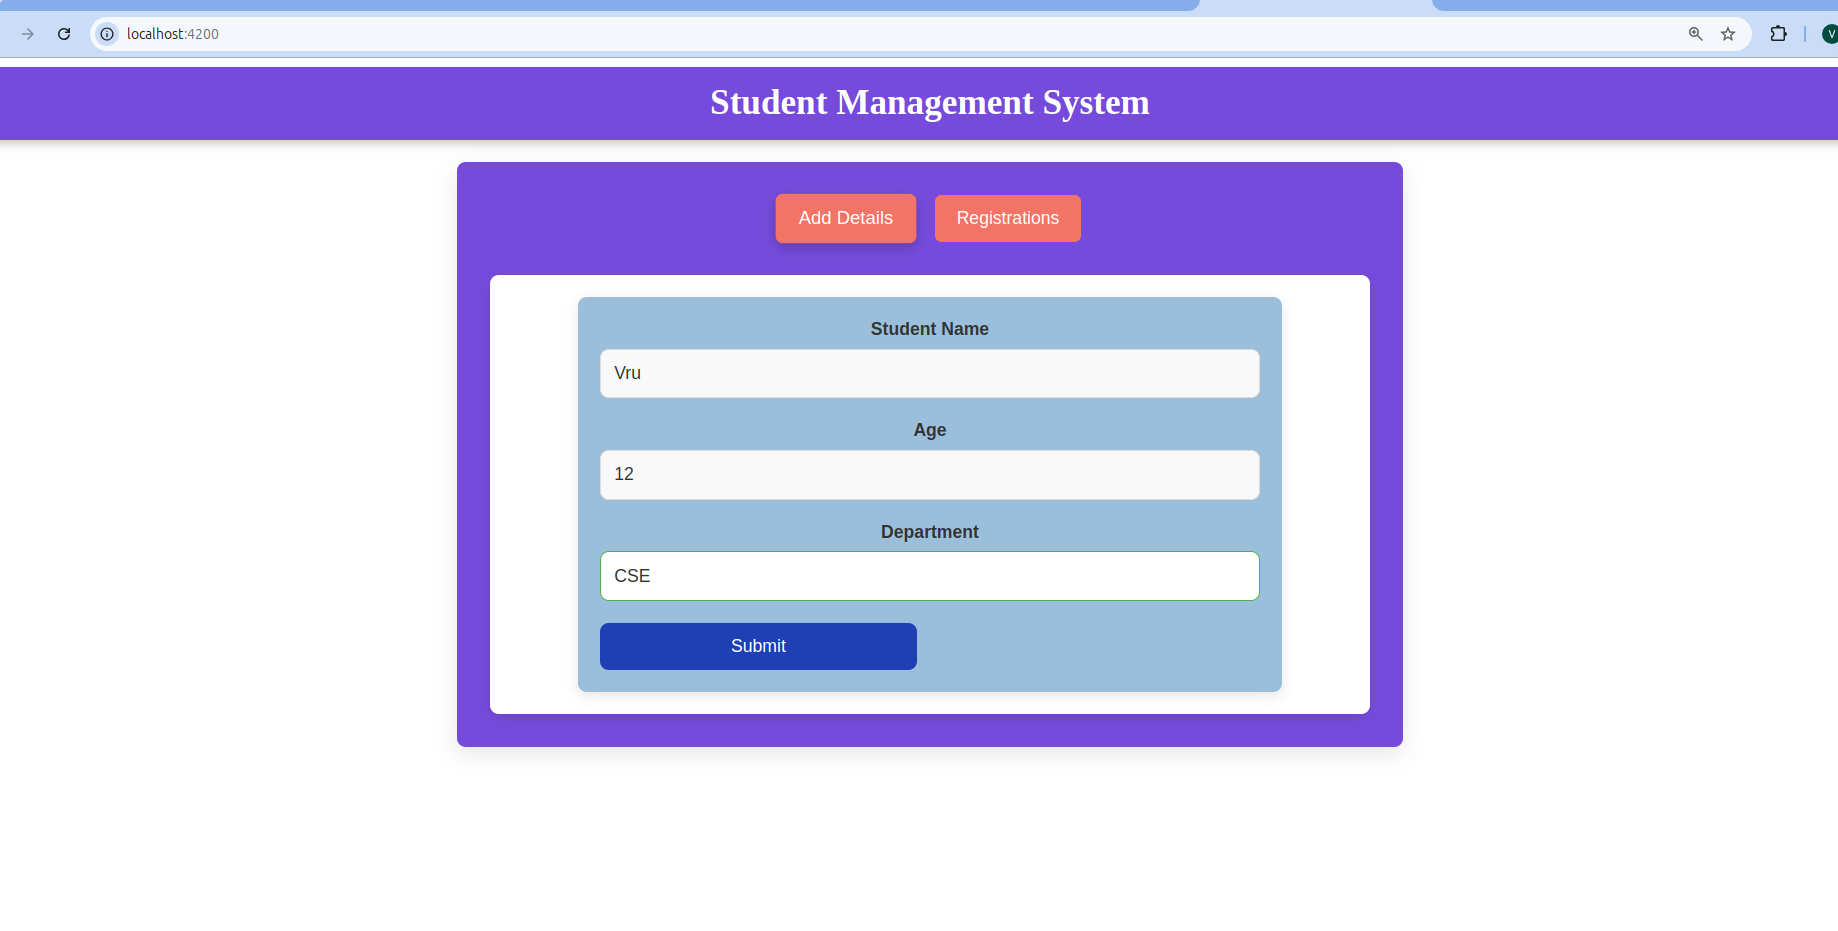 localhost:4200
V
Student Management System
Add Details
Registrations
Student Name
Vru
Age
12
Department
CSE
Submit